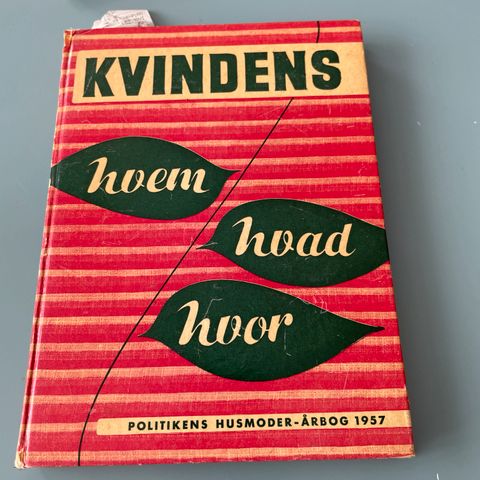 KVINDENS
hvem
hvad
hvor
POLITIKENS HUSMODER-ÅRBOG 1957